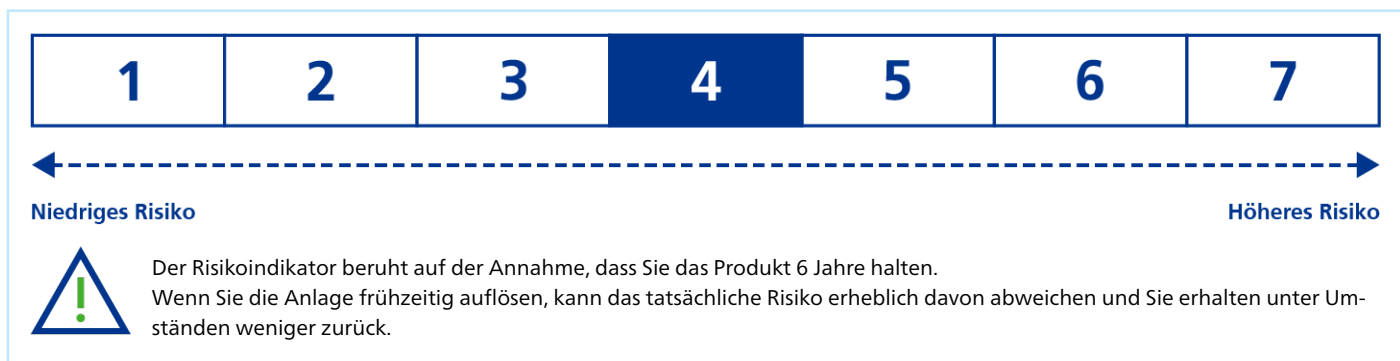 1 2 3 4 5 6 7
Niedriges Risiko Höheres Risiko
Der Risikoindikator beruht auf der Annahme, dass Sie das Produkt 6 Jahre halten.
Wenn Sie die Anlage frühzeitig auflösen, kann das tatsächliche Risiko erheblich davon abweichen und Sie erhalten unter Um-
ständen weniger zurück.